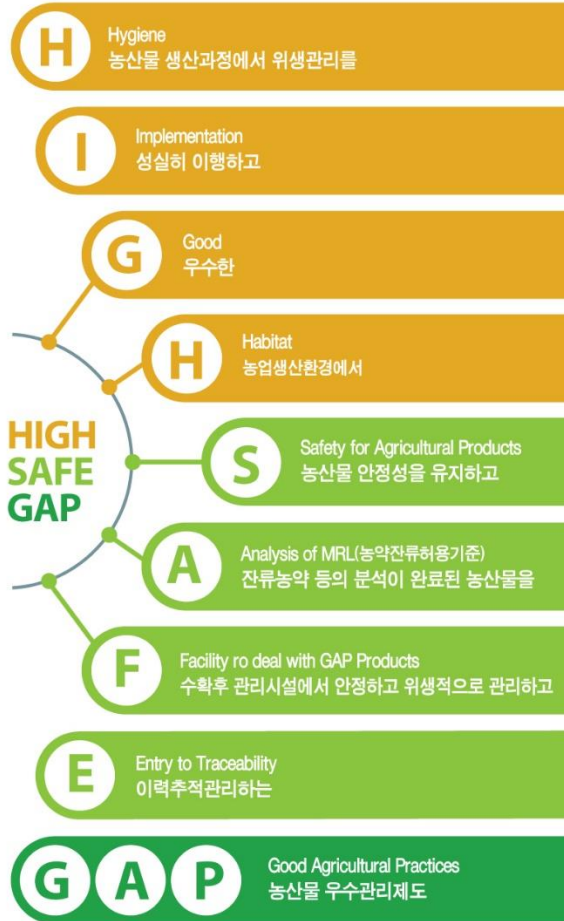 H
Hygiene
농산물 생산과정에서 위생관리를
I
Implementation
성실히 이행하고
G
Good
우수한
H
Habitat
농업생산환경에서
HIGH
SAFE
GAP
S
Safety for Agricultural Products
농산물 안정성을 유지하고
A
Analysis of MRL(농약잔류허용기준)
잔류농약 등의 분석이 완료된 농산물을
F
Facility ro deal with GAP Products
수확후 관리시설에서 안정하고 위생적으로 관리하고
E
Entry to Traceability
이력추적관리하는
G A P
Good Agricultural Practices
농산물 우수관리제도